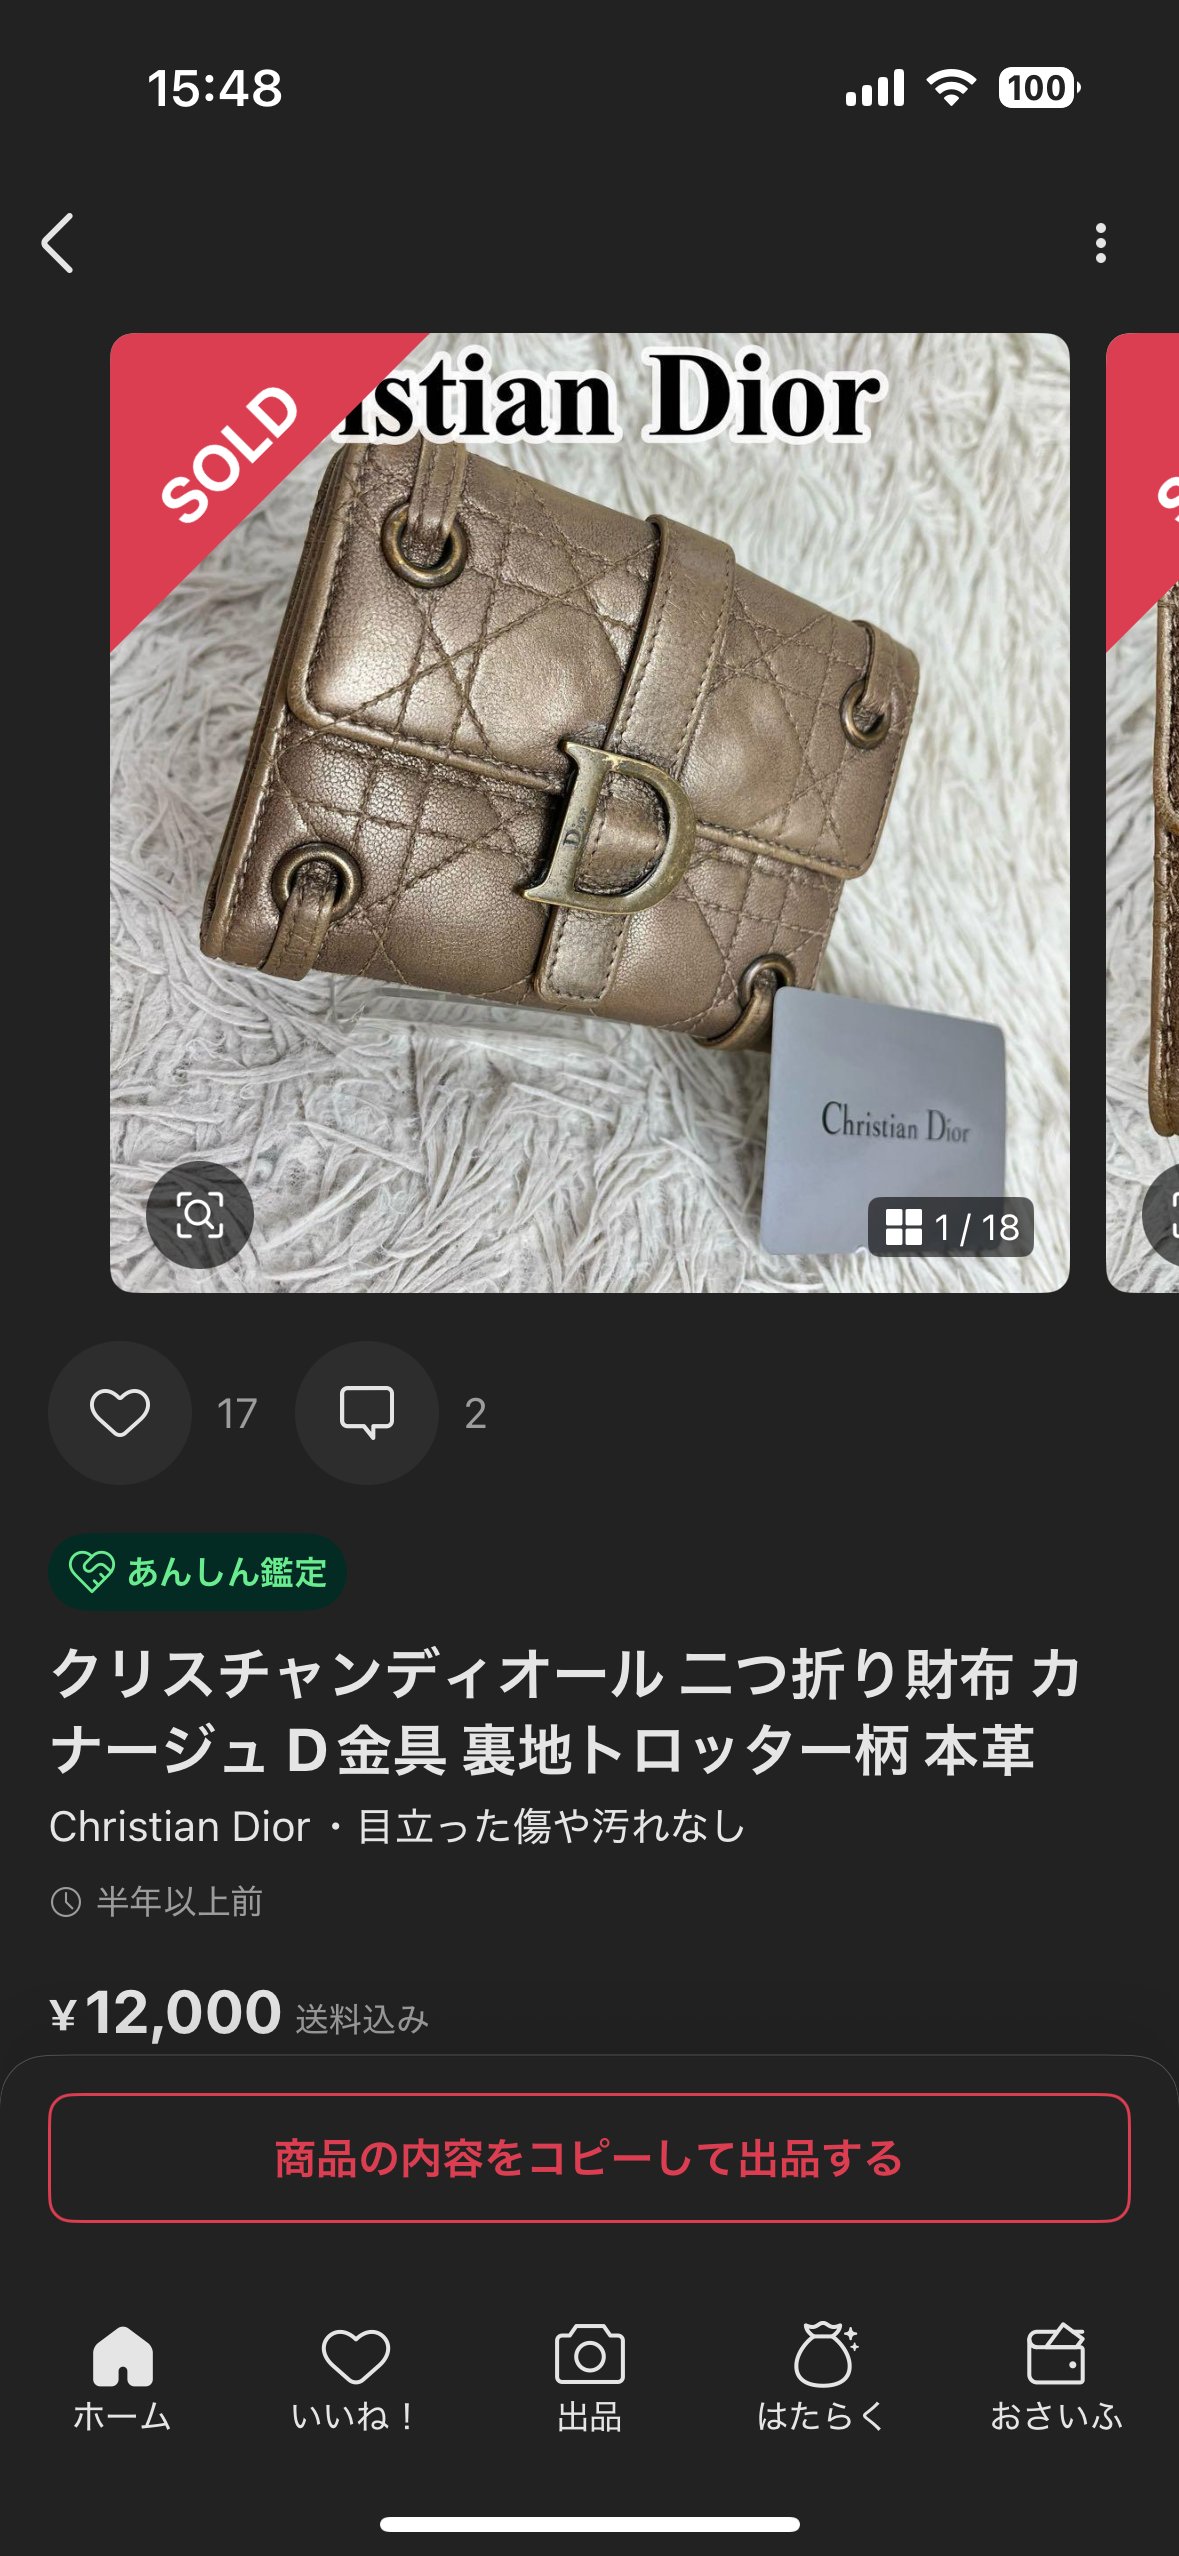 15:48
100
SOLD
istian Dior
Dior
Christian Dior
1 / 18
17
2
あんしん鑑定
クリスチャンディオール 二つ折り財布 カ
ナージュ D金具 裏地トロッター柄 本革
Christian Dior・目立った傷や汚れなし
半年以上前
¥12,000 送料込み
商品の内容をコピーして出品する
ホーム
いいね！
出品
はたらく
おさいふ